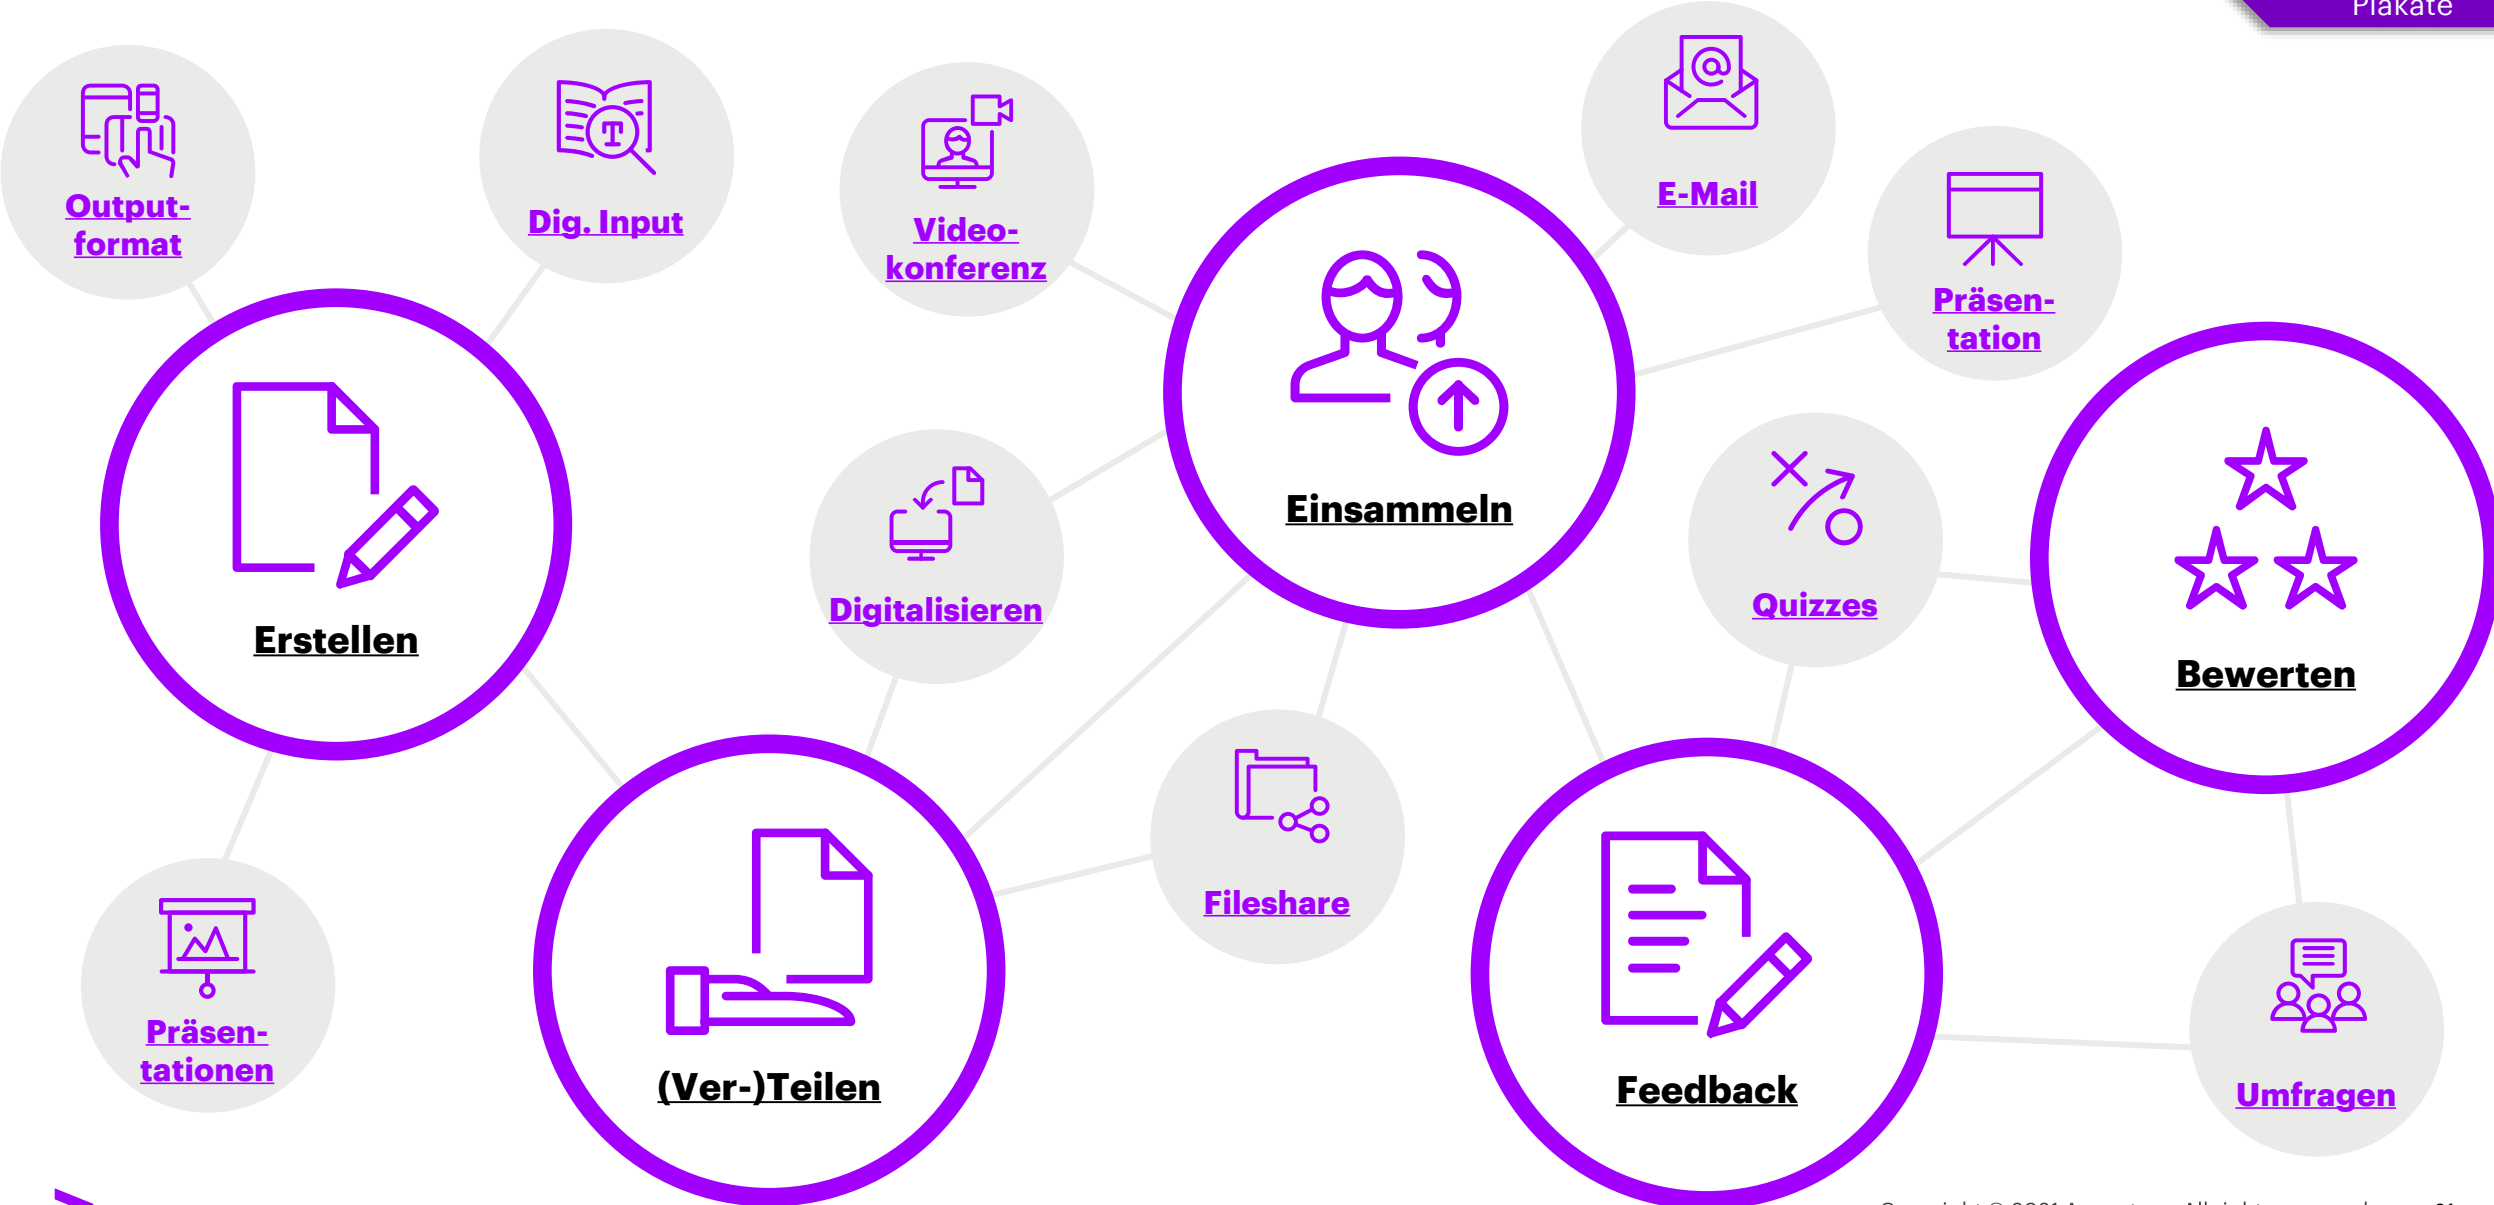 Plakate
Output-
format
Dig. Input
Video-
konferenz
E-Mail
Präsen-
tation
Einsammeln
Erstellen
Digitalisieren
Quizzes
Bewerten
Fileshare
Präsen-
tationen
(Ver-)Teilen
Feedback
Umfragen